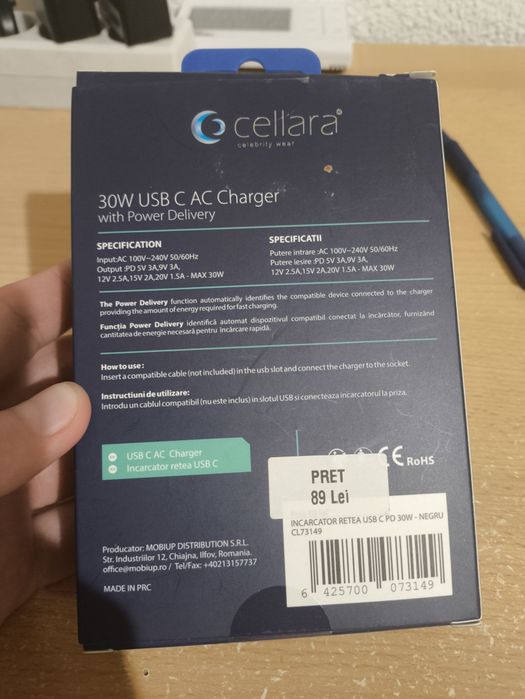 cellara®
celebrity wear
30W USB C AC Charger
with Power Delivery
SPECIFICATION
Input:AC 100V~240V 50/60Hz
Output :PD 5V 3A,9V 3A,
12V 2.5A,15V 2A,20V 1.5A - MAX 30W
SPECIFICATII
Putere intrare :AC 100V~240V 50/60Hz
Putere Iesire :PD 5V 3A,9V 3A,
12V 2.5A,15V 2A,20V 1.5A - MAX 30W
The Power Delivery function automatically identifies the compatible device connected to the charger
providing the amount of energy required for fast charging.
Funcția Power Delivery identifică automat dispozitivul compatibil conectat la încărcător, furnizând
cantitatea de energie necesară pentru încărcare rapidă.
How to use :
Insert a compatible cable (not included) in the usb slot and connect the charger to the socket.
Instructiuni de utilizare:
Introdu un cablul compatibil (nu este inclus) in slotul USB si conecteaza incarcatorul la priza.
USB C AC Charger
Incarcator retea USB C
CE RoHS
PRET
89 Lei
INCARCATOR RETEA USB C PD 30W - NEGRU
CL73149
6 425700 073149
Producator: MOBIUP DISTRIBUTION S.R.L.
Str. Industriilor 12, Chiajna, Ilfov, Romania.
office@mobiup.ro / Tel/Fax: +40213157737
MADE IN PRC